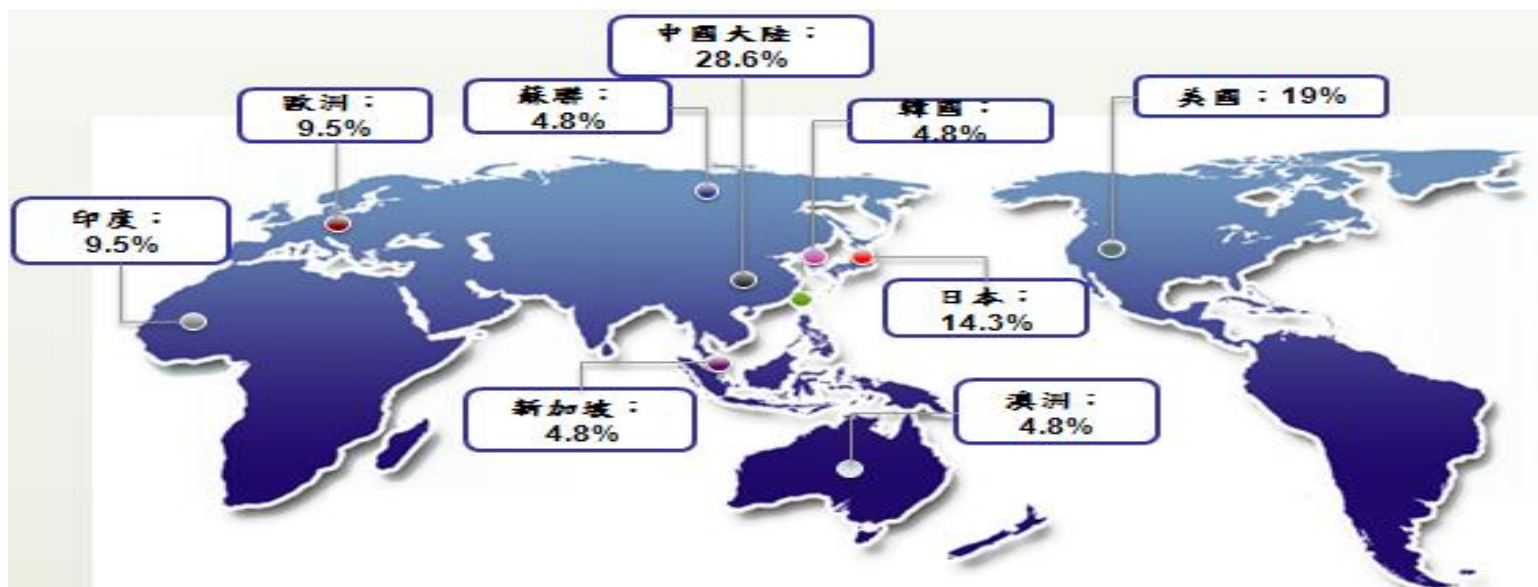 中國大陸：
28.6%
歐洲：
9.5%
蘇聯：
4.8%
韓國：
4.8%
美國：19%
印度：
9.5%
日本：
14.3%
新加坡：
4.8%
澳洲：
4.8%